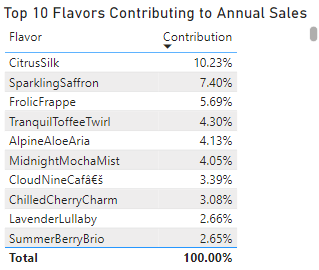 Top 10 Flavors Contributing to Annual Sales
Flavor Contribution
CitrusSilk 10.23%
SparklingSaffron 7.40%
FrolicFrappe 5.69%
TranquilToffeeTwirl 4.30%
AlpineAloeAria 4.13%
MidnightMochaMist 4.05%
CloudNineCafâ€š 3.39%
ChilledCherryCharm 3.08%
LavenderLullaby 2.66%
SummerBerryBrio 2.65%
Total 100.00%